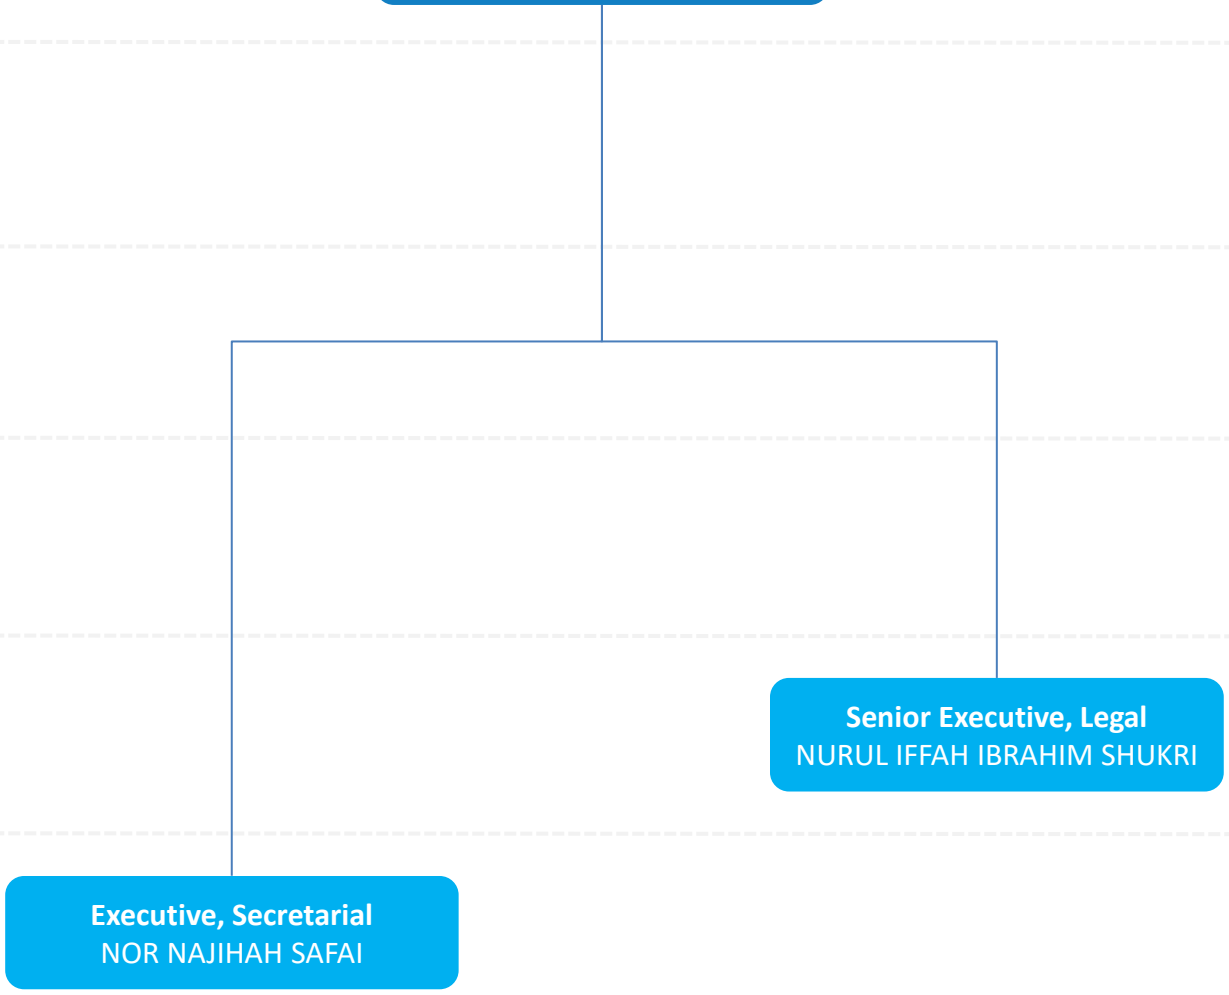 Senior Executive, Legal
NURUL IFFAH IBRAHIM SHUKRI
Executive, Secretarial
NOR NAJIHAH SAFAI